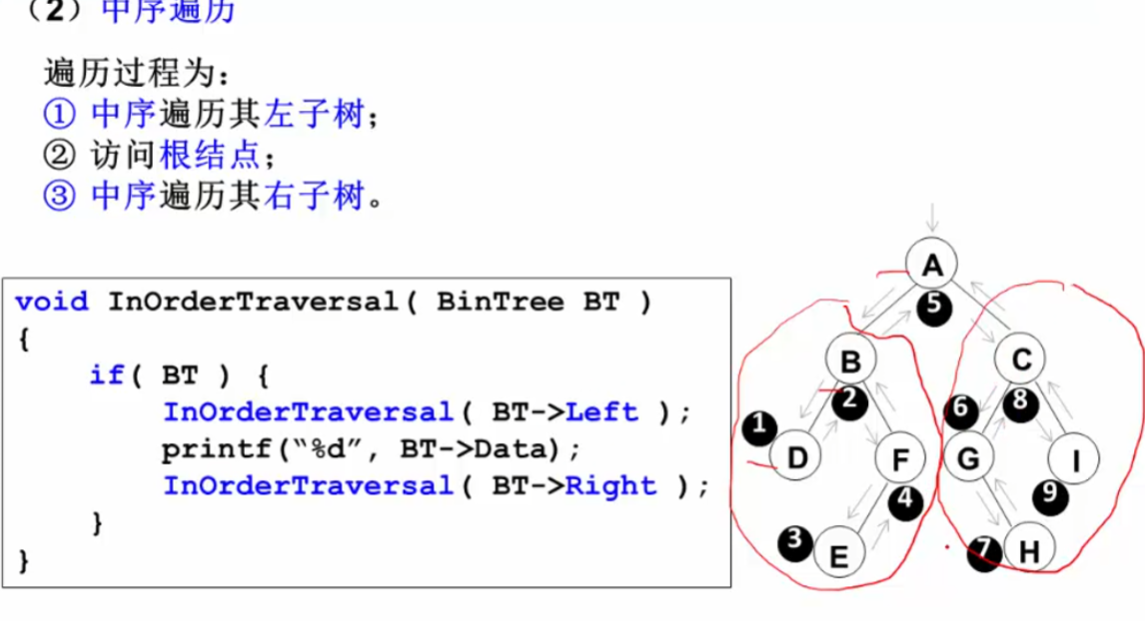 （2）中序遍历
遍历过程为：
① 中序遍历其左子树；
② 访问根结点；
③ 中序遍历其右子树。
void InOrderTraversal( BinTree BT )
{
if( BT ) {
InOrderTraversal( BT->Left );
printf(“%d”, BT->Data);
InOrderTraversal( BT->Right );
}
}
A
5
B
C
2
6
8
1
D
F
G
I
4
9
3
E
7
H